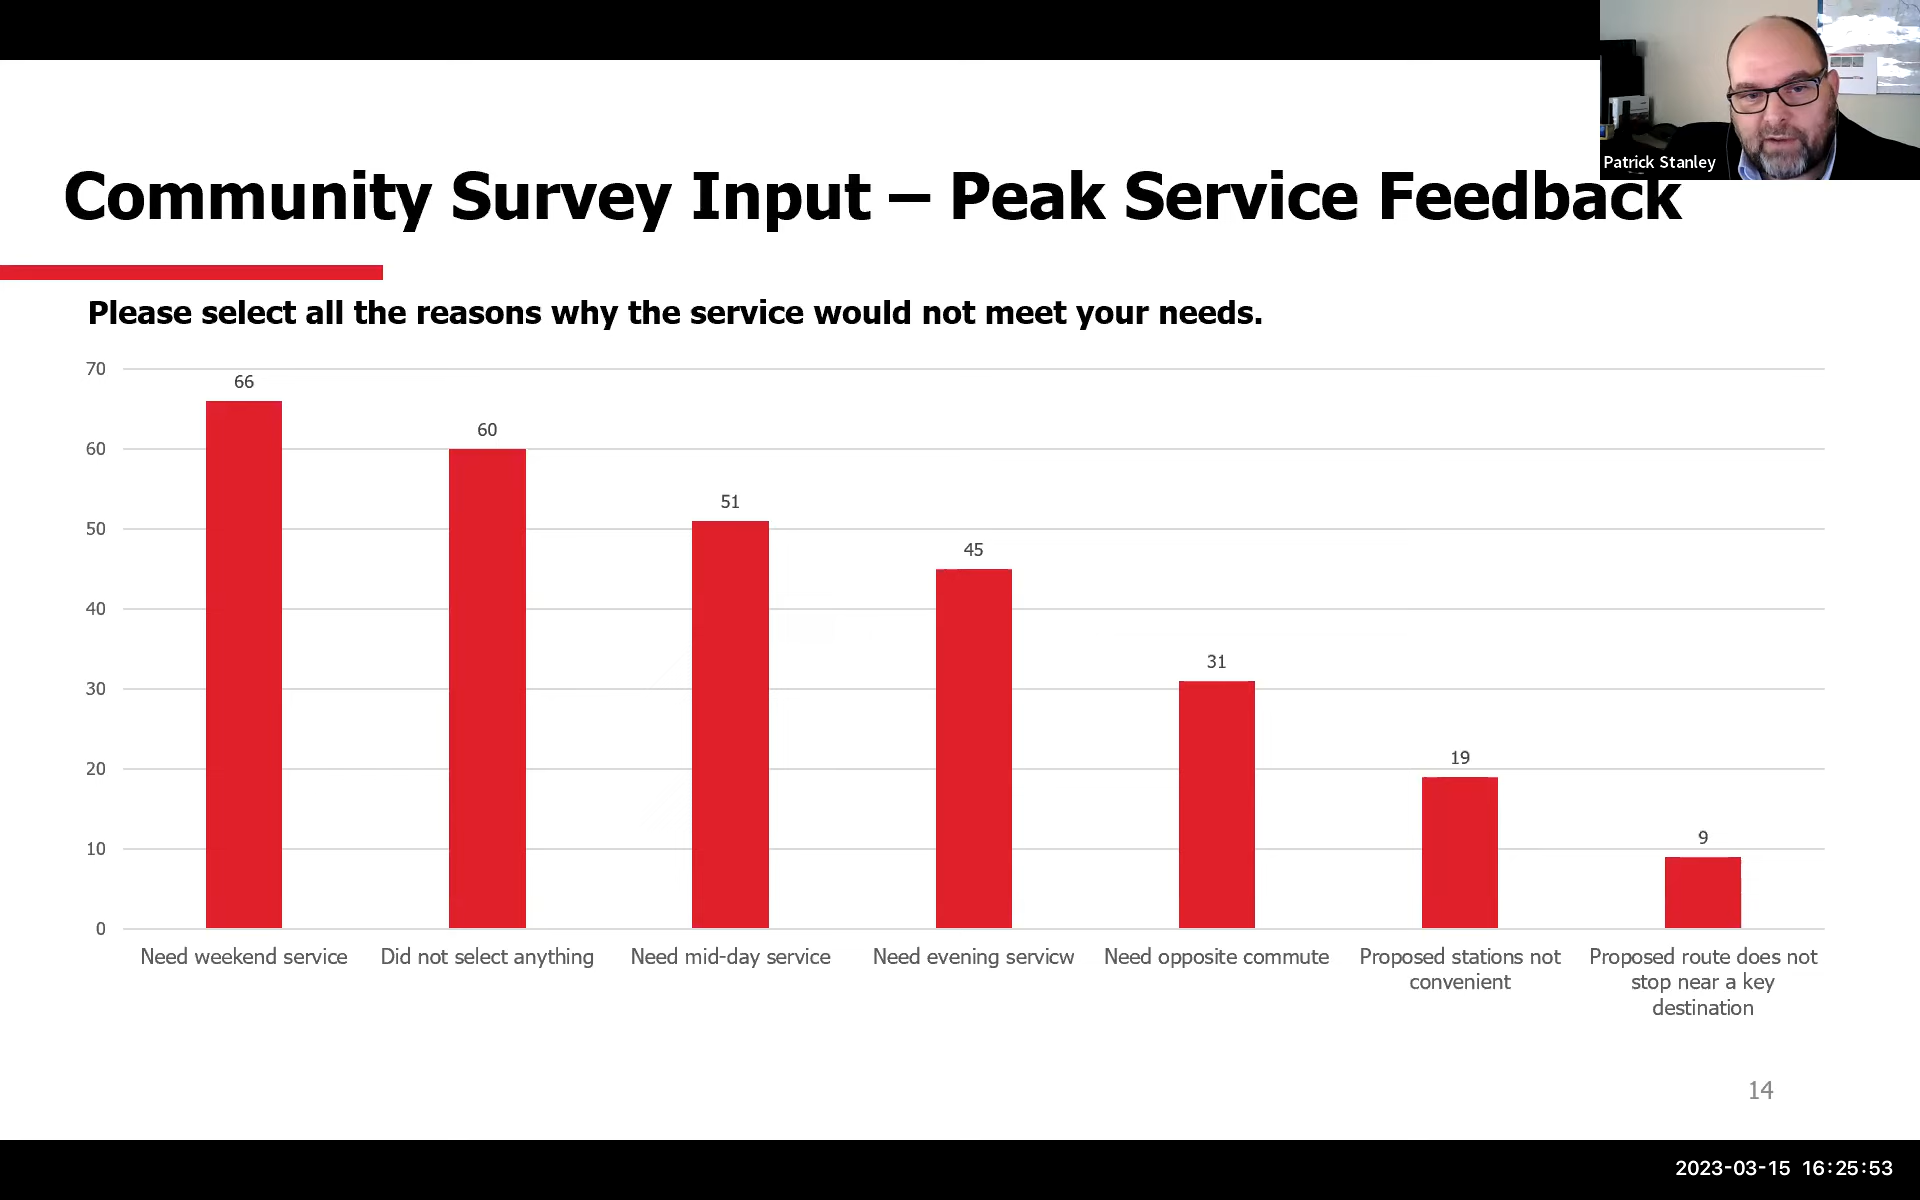 Patrick Stanley
Community Survey Input – Peak Service Feedback
Please select all the reasons why the service would not meet your needs.
70
60
50
40
30
20
10
0
66
60
51
45
31
19
9
Need weekend service
Did not select anything
Need mid-day service
Need evening servicw
Need opposite commute
Proposed stations not
convenient
Proposed route does not
stop near a key
destination
14
2023-03-15 16:25:53